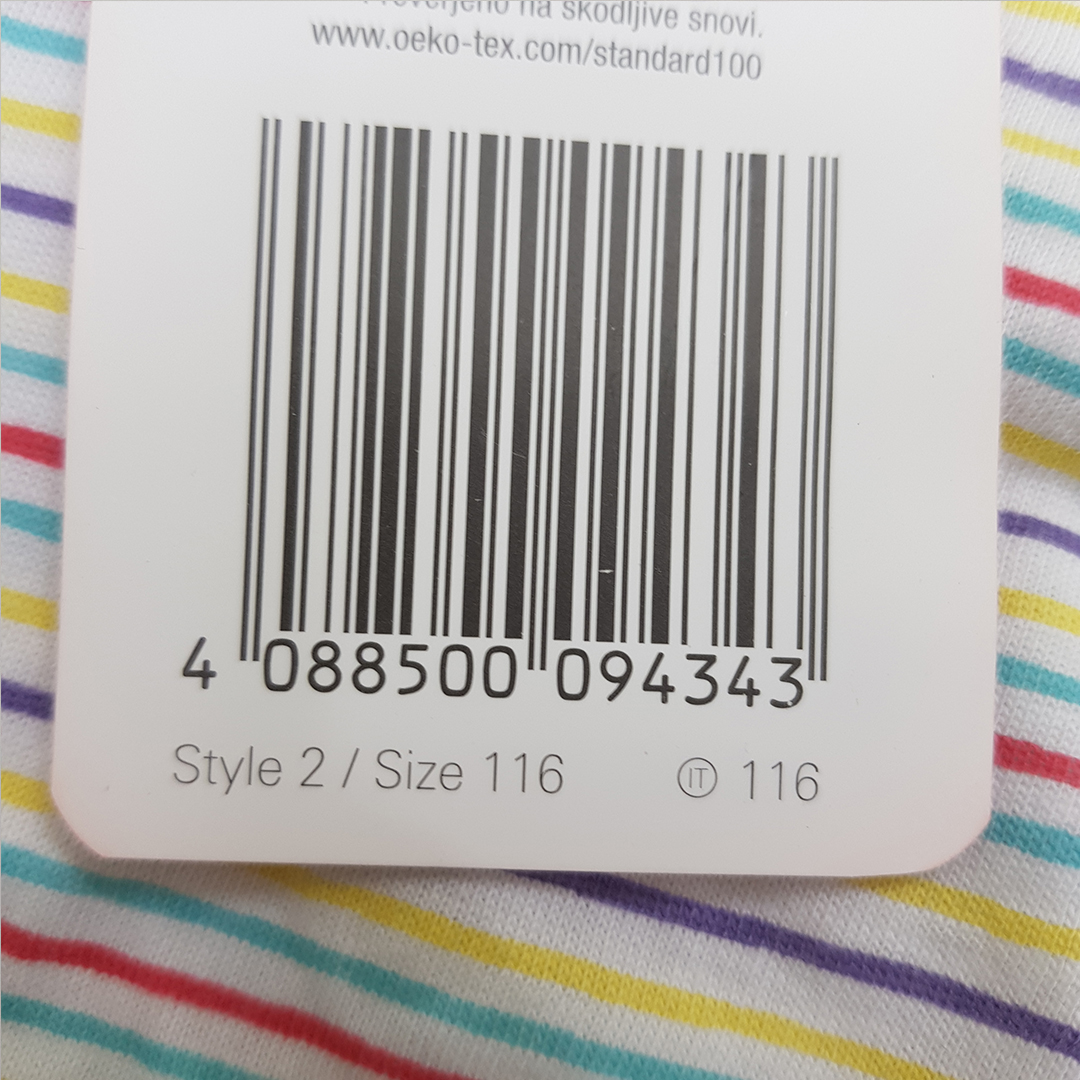 na škodljive snovi.
www.oeko-tex.com/standard100
4 088500 094343
Style 2 / Size 116 IT 116